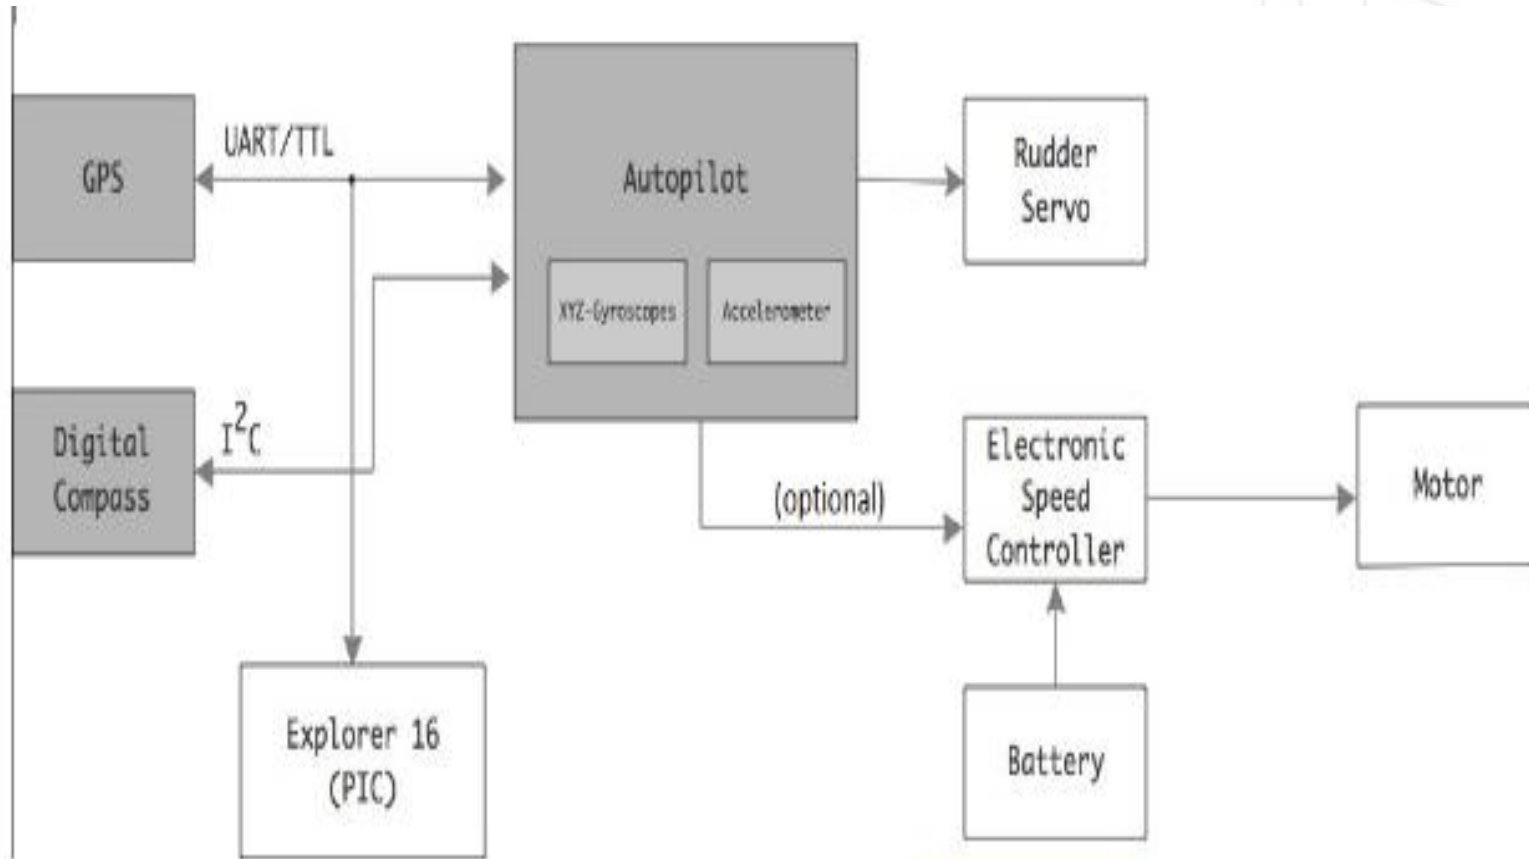 GPS
UART/TTL
Autopilot
XYZ-Gyroscopes
Accelerometer
Rudder
Servo
Digital
Compass
I²C
(optional)
Electronic
Speed
Controller
Motor
Explorer 16
(PIC)
Battery